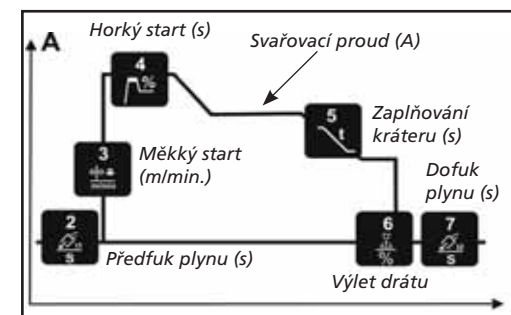 A
Horký start (s)
Svařovací proud (A)
4
%
5
t
Zaplňování
kráteru (s)
3
Měkký start
(m/min.)
Dofuk
plynu (s)
2
s
Předfuk plynu (s)
6
%
7
s
Výlet drátu